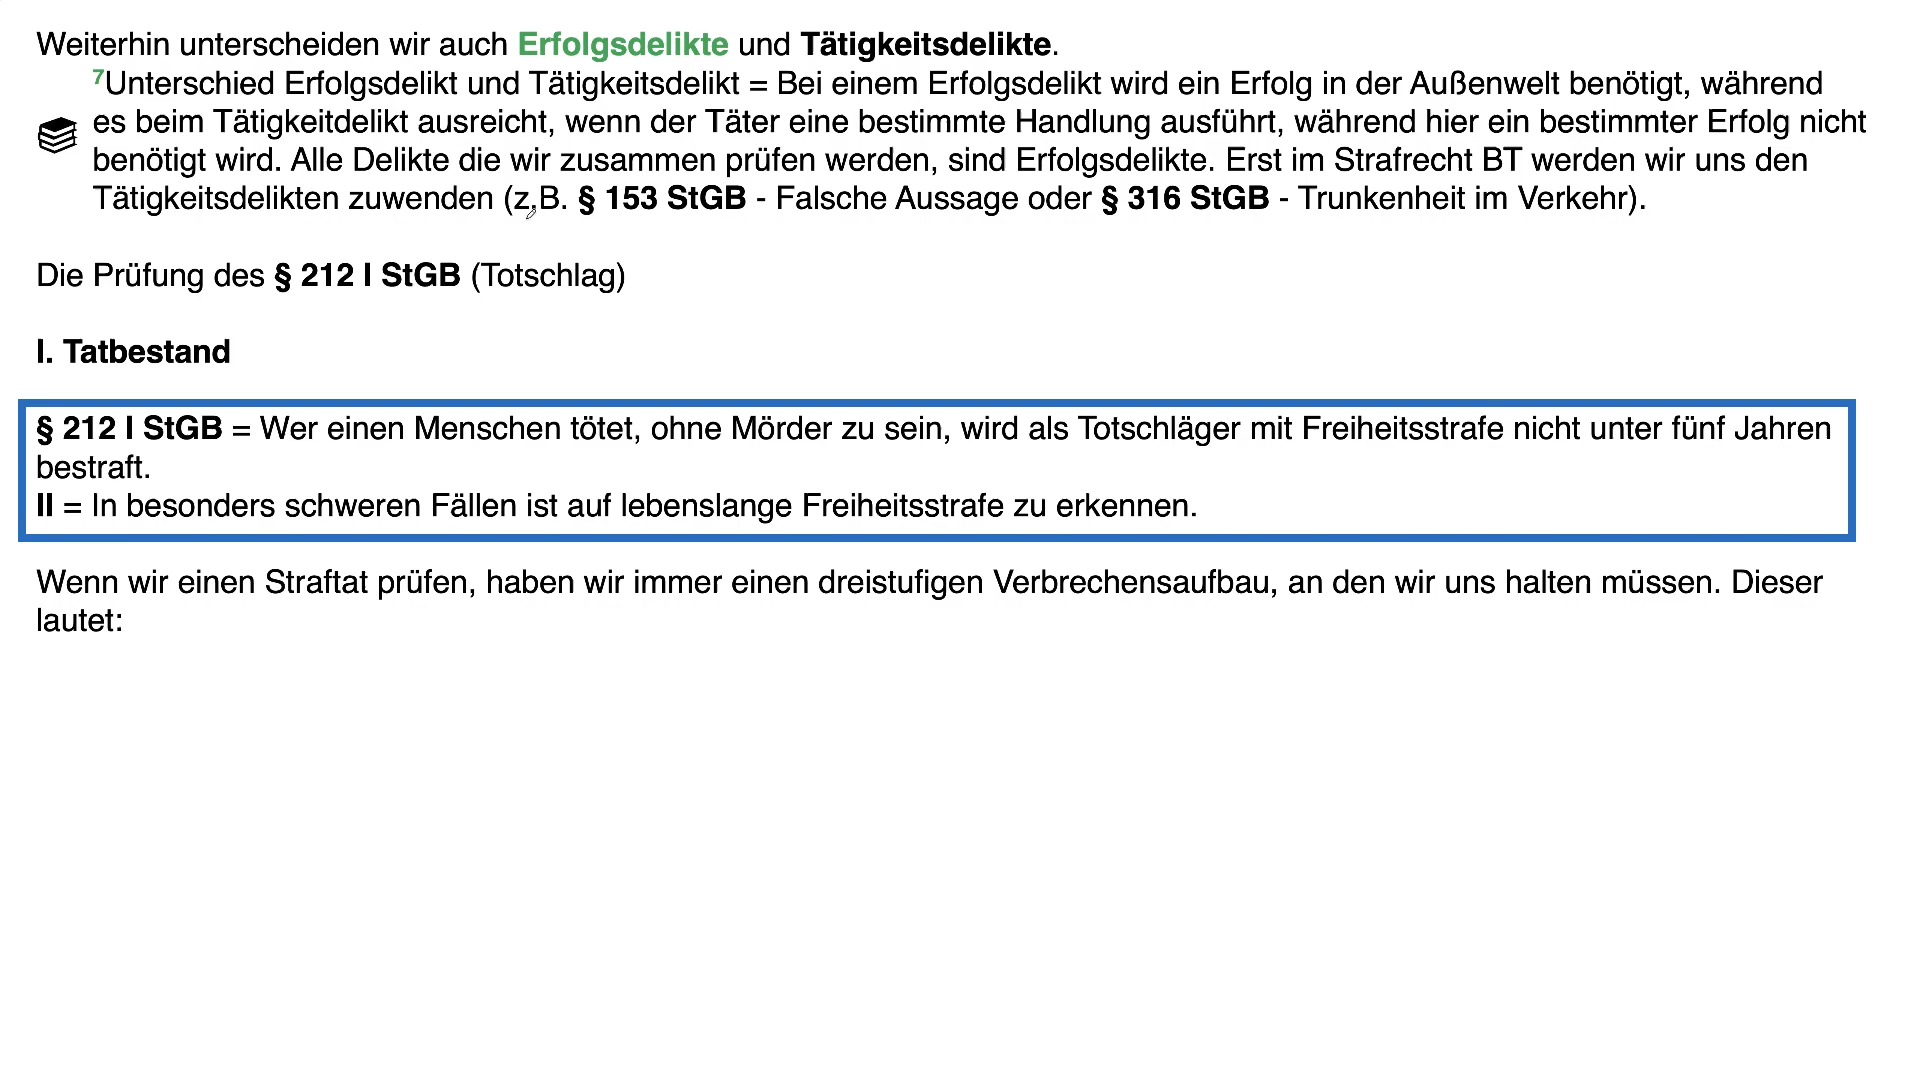 Weiterhin unterscheiden wir auch Erfolgsdelikte und Tätigkeitsdelikte.
7Unterschied Erfolgsdelikt und Tätigkeitsdelikt = Bei einem Erfolgsdelikt wird ein Erfolg in der Außenwelt benötigt, während
es beim Tätigkeitdelikt ausreicht, wenn der Täter eine bestimmte Handlung ausführt, während hier ein bestimmter Erfolg nicht
benötigt wird. Alle Delikte die wir zusammen prüfen werden, sind Erfolgsdelikte. Erst im Strafrecht BT werden wir uns den
Tätigkeitsdelikten zuwenden (z.B. § 153 StGB - Falsche Aussage oder § 316 StGB - Trunkenheit im Verkehr).
Die Prüfung des § 212 I StGB (Totschlag)
I. Tatbestand
§ 212 I StGB = Wer einen Menschen tötet, ohne Mörder zu sein, wird als Totschläger mit Freiheitsstrafe nicht unter fünf Jahren
bestraft.
II = In besonders schweren Fällen ist auf lebenslange Freiheitsstrafe zu erkennen.
Wenn wir einen Straftat prüfen, haben wir immer einen dreistufigen Verbrechensaufbau, an den wir uns halten müssen. Dieser
lautet: